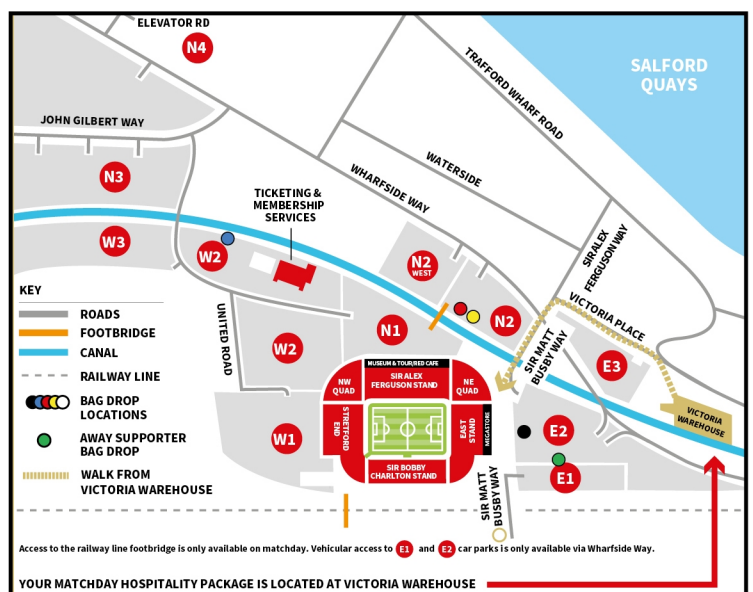 ELEVATOR RD
N4
SALFORD
QUAYS
TRAFFORD WHARF ROAD
JOHN GILBERT WAY
WATERSIDE
N3
WHARFSIDE WAY
TICKETING &
MEMBERSHIP
SERVICES
SIR ALEX
FERGUSON WAY
W3
W2
N2
WEST
KEY
ROADS
FOOTBRIDGE
CANAL
RAILWAY LINE
BAG DROP
LOCATIONS
AWAY SUPPORTER
BAG DROP
WALK FROM
VICTORIA WAREHOUSE
UNITED ROAD
N1
N2
VICTORIA PLACE
SIR MATT
BUSBY WAY
E3
W2
MUSEUM & TOUR/RED CAFE
NW
QUAD
SIR ALEX
FERGUSON STAND
NE
QUAD
VICTORIA
WAREHOUSE
W1
STRETFORD
END
EAST
STAND
MEGASTORE
E2
SIR BOBBY
CHARLTON STAND
E1
SIR MATT
BUSBY WAY
Access to the railway line footbridge is only available on matchday. Vehicular access to E1 and E2 car parks is only available via Wharfside Way.
YOUR MATCHDAY HOSPITALITY PACKAGE IS LOCATED AT VICTORIA WAREHOUSE